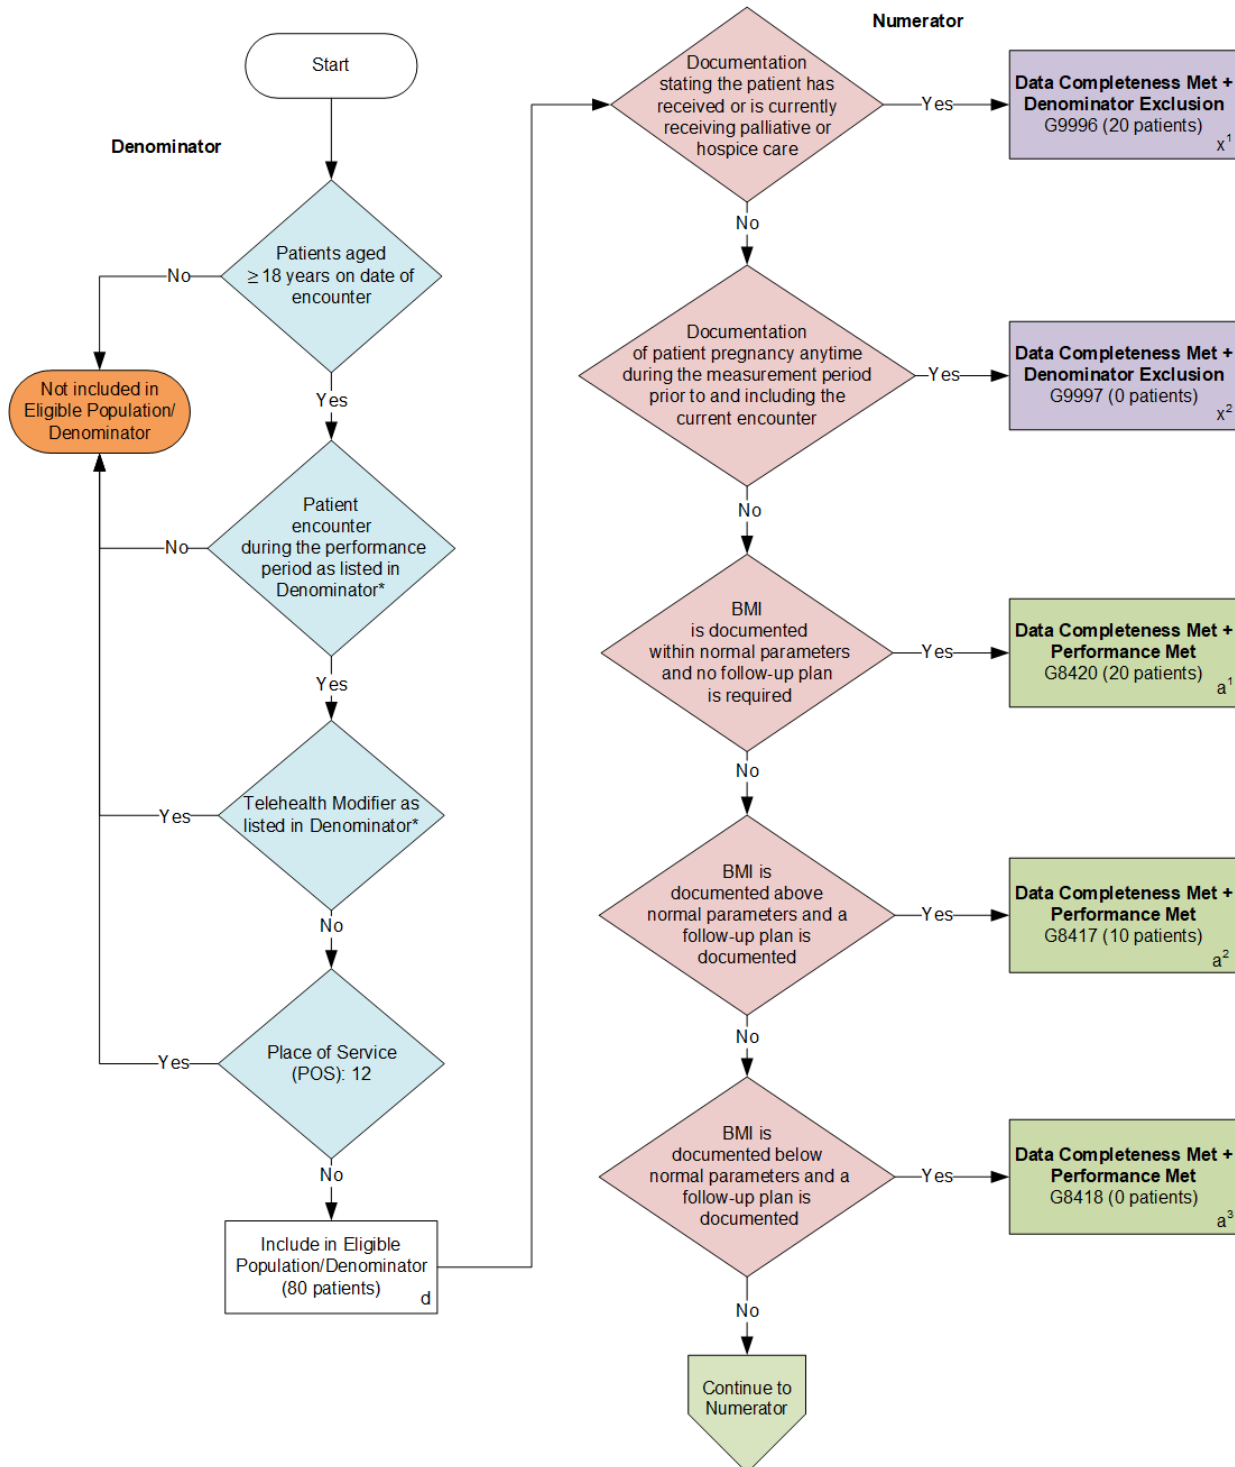 Start
Denominator
Patients aged
≥ 18 years on date of
encounter
No
Yes
Not included in
Eligible Population/
Denominator
Patient
encounter
during the performance
period as listed in
Denominator*
No
Yes
Telehealth Modifier as
listed in Denominator*
Yes
No
Place of Service
(POS): 12
Yes
No
Include in Eligible
Population/Denominator
(80 patients)
d
Numerator
Documentation
stating the patient has
received or is currently
receiving palliative or
hospice care
Yes
Data Completeness Met +
Denominator Exclusion
G9996 (20 patients)
x¹
No
Documentation
of patient pregnancy anytime
during the measurement period
prior to and including the
current encounter
Yes
Data Completeness Met +
Denominator Exclusion
G9997 (0 patients)
x²
No
BMI
is documented
within normal parameters
and no follow-up plan
is required
Yes
Data Completeness Met +
Performance Met
G8420 (20 patients)
a¹
No
BMI is
documented above
normal parameters and a
follow-up plan is
documented
Yes
Data Completeness Met +
Performance Met
G8417 (10 patients)
a²
No
BMI is
documented below
normal parameters and a
follow-up plan is
documented
Yes
Data Completeness Met +
Performance Met
G8418 (0 patients)
a³
No
Continue to
Numerator